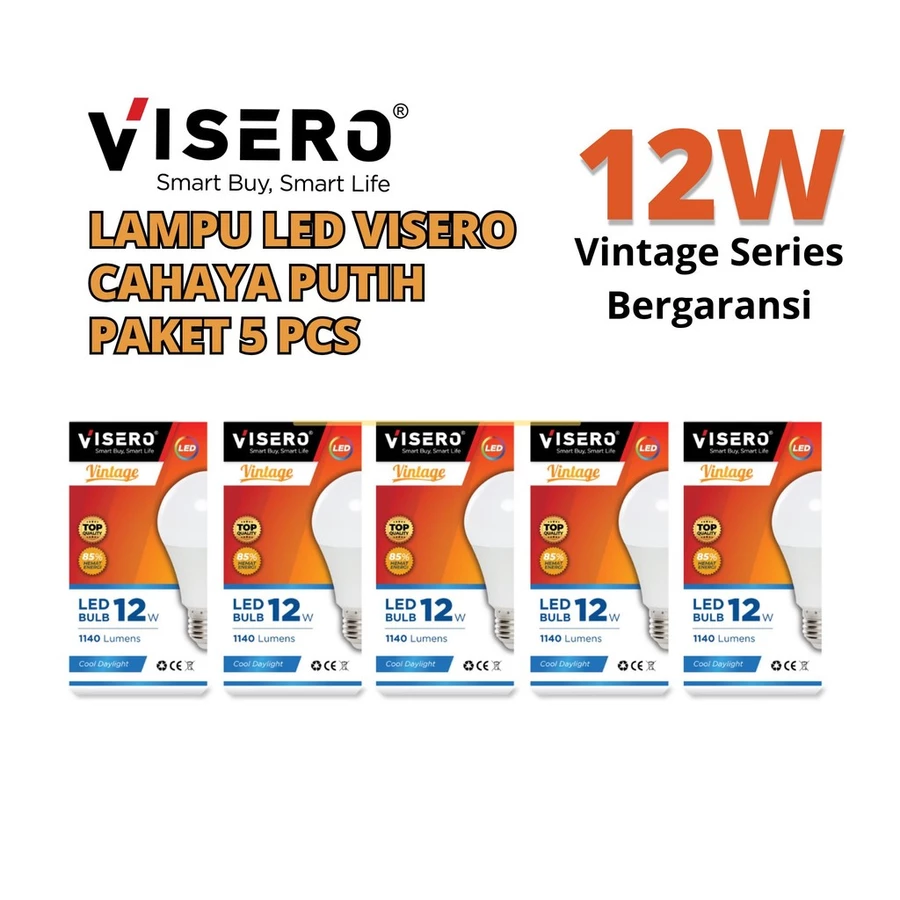 VISERO®
Smart Buy, Smart Life
LAMPU LED VISERO
CAHAYA PUTIH
PAKET 5 PCS
12W
Vintage Series
Bergaransi
VISERO®
Smart Buy, Smart Life
LED
Vintage
TOP
QUALITY
85%
HEMAT
ENERGI
LED
BULB 12W
1140 Lumens
Cool Daylight
CE
VISERO®
Smart Buy, Smart Life
LED
Vintage
TOP
QUALITY
85%
HEMAT
ENERGI
LED
BULB 12W
1140 Lumens
Cool Daylight
CE
VISERO®
Smart Buy, Smart Life
LED
Vintage
TOP
QUALITY
85%
HEMAT
ENERGI
LED
BULB 12W
1140 Lumens
Cool Daylight
CE
VISERO®
Smart Buy, Smart Life
LED
Vintage
TOP
QUALITY
85%
HEMAT
ENERGI
LED
BULB 12W
1140 Lumens
Cool Daylight
CE
VISERO®
Smart Buy, Smart Life
LED
Vintage
TOP
QUALITY
85%
HEMAT
ENERGI
LED
BULB 12W
1140 Lumens
Cool Daylight
CE